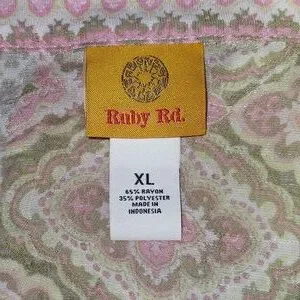 Ruby Rd.
XL
65% RAYON
35% POLYESTER
MADE IN
INDONESIA